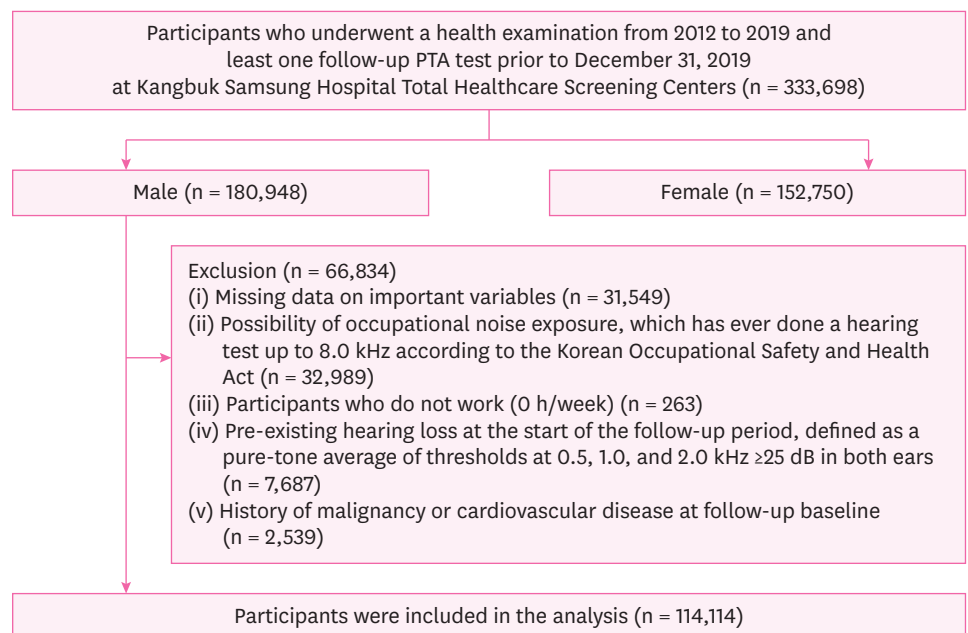 Participants who underwent a health examination from 2012 to 2019 and
least one follow-up PTA test prior to December 31, 2019
at Kangbuk Samsung Hospital Total Healthcare Screening Centers (n = 333,698)
Male (n = 180,948)
Female (n = 152,750)
Exclusion (n = 66,834)
(i) Missing data on important variables (n = 31,549)
(ii) Possibility of occupational noise exposure, which has ever done a hearing
test up to 8.0 kHz according to the Korean Occupational Safety and Health
Act (n = 32,989)
(iii) Participants who do not work (0 h/week) (n = 263)
(iv) Pre-existing hearing loss at the start of the follow-up period, defined as a
pure-tone average of thresholds at 0.5, 1.0, and 2.0 kHz ≥25 dB in both ears
(n = 7,687)
(v) History of malignancy or cardiovascular disease at follow-up baseline
(n = 2,539)
Participants were included in the analysis (n = 114,114)